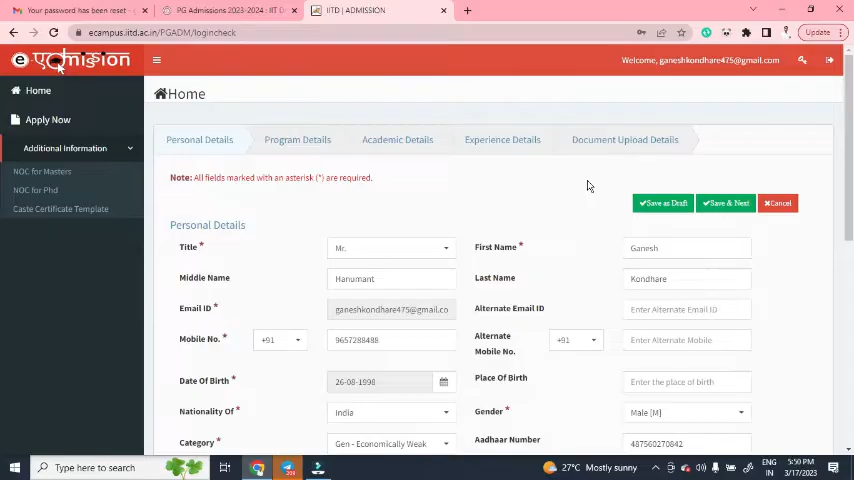 Your password has been reset -
PG Admissions 2023-2024 : IIT D
IITD | ADMISSION
ecampus.iitd.ac.in/PGADM/logincheck
Update
Welcome, ganeshkondhare475@gmail.com
Home
Apply Now
Additional Information
NOC for Masters
NOC for Phd
Caste Certificate Template
Home
Personal Details
Program Details
Academic Details
Experience Details
Document Upload Details
Note: All fields marked with an asterisk (*) are required.
Save as Draft
Save & Next
Cancel
Personal Details
Title * Mr. First Name * Ganesh
Middle Name Hanumant Last Name Kondhare
Email ID * ganeshkondhare475@gmail.co Alternate Email ID Enter Alternate Email ID
Mobile No. * +91 9657288488 Alternate Mobile No. +91 Enter Alternate Mobile
Date Of Birth * 26-08-1998 Place Of Birth Enter the place of birth
Nationality Of * India Gender * Male [M]
Category * Gen - Economically Weak Aadhaar Number 487560270842
Type here to search
27°C Mostly sunny
ENG
IN
5:50 PM
3/17/2023